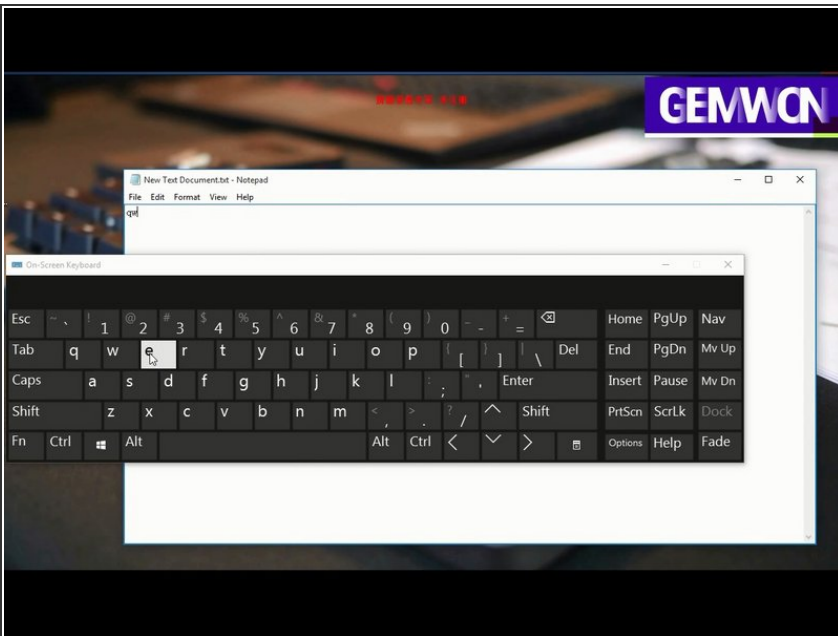 GEMWCN
New Text Document.txt - Notepad
File Edit Format View Help
qw
On-Screen Keyboard
Esc ~ ` ! 1 @ 2 # 3 $ 4 % 5 ^ 6 & 7 * 8 ( 9 ) 0 _ - + = Home PgUp Nav
Tab q w e r t y u i o p { [ } ] | \ Del End PgDn Mv Up
Caps a s d f g h j k l : ; " ' Enter Insert Pause Mv Dn
Shift z x c v b n m < , > . ? / Shift PrtScn ScrLk Dock
Fn Ctrl Alt Alt Ctrl Options Help Fade